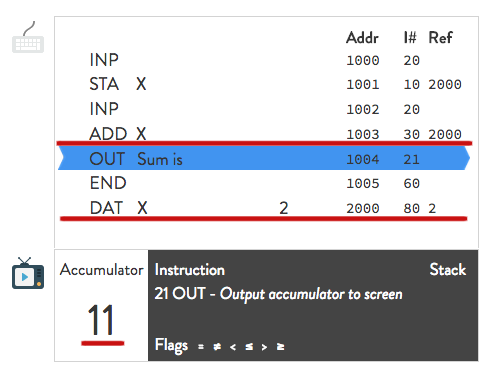 Addr I# Ref
INP 1000 20
STA X 1001 10 2000
INP 1002 20
ADD X 1003 30 2000
OUT Sum is 1004 21
END 1005 60
DAT X 2 2000 80 2
Accumulator Instruction Stack
21 OUT - Output accumulator to screen
11
Flags = ≠ < ≤ > ≥